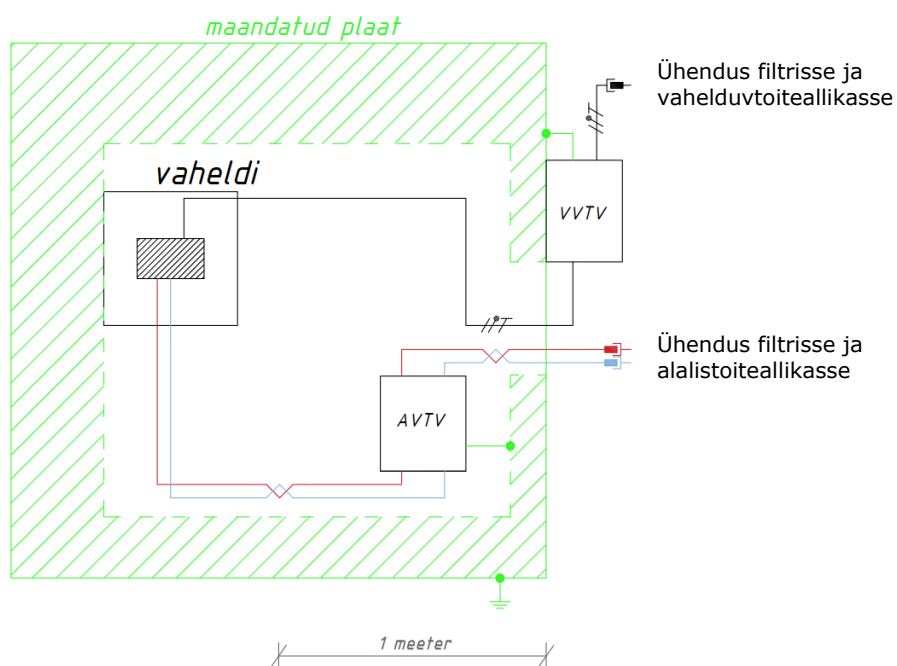 maandatud plaat
Ühendus filtrisse ja
vahelduvtoiteallikasse
vaheldi
VVTV
Ühendus filtrisse ja
alalistoiteallikasse
AVTV
1 meeter